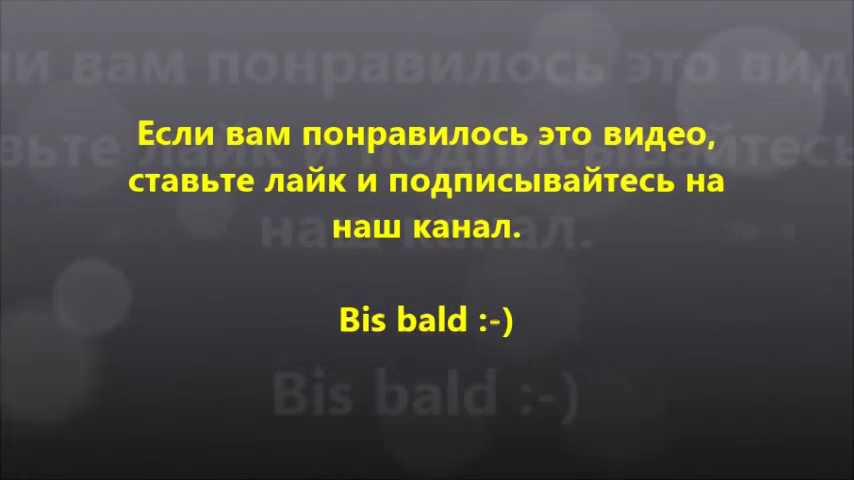 Если вам понравилось это видео,
ставьте лайк и подписывайтесь на
наш канал.
Bis bald :-)